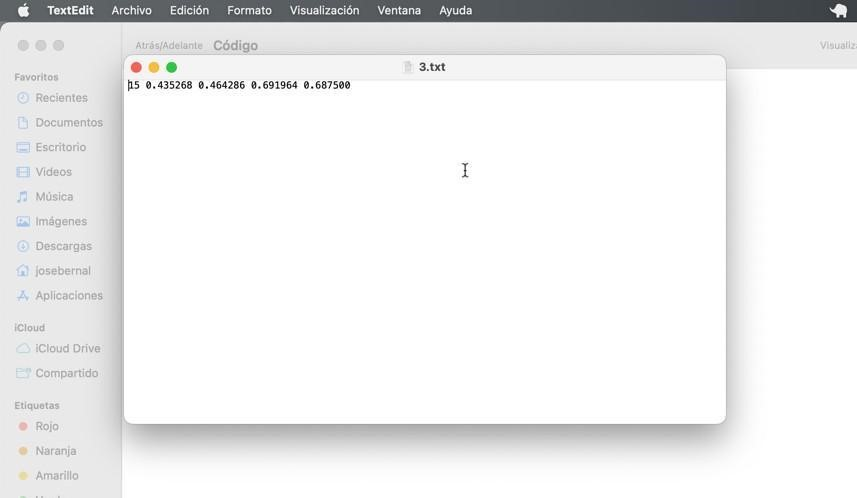 TextEdit Archivo Edición Formato Visualización Ventana Ayuda
Atrás/Adelante Código
3.txt
15 0.435268 0.464286 0.691964 0.687500
Favoritos
Recientes
Documentos
Escritorio
Videos
Música
Imágenes
Descargas
josebernal
Aplicaciones
iCloud
iCloud Drive
Compartido
Etiquetas
Rojo
Naranja
Amarillo